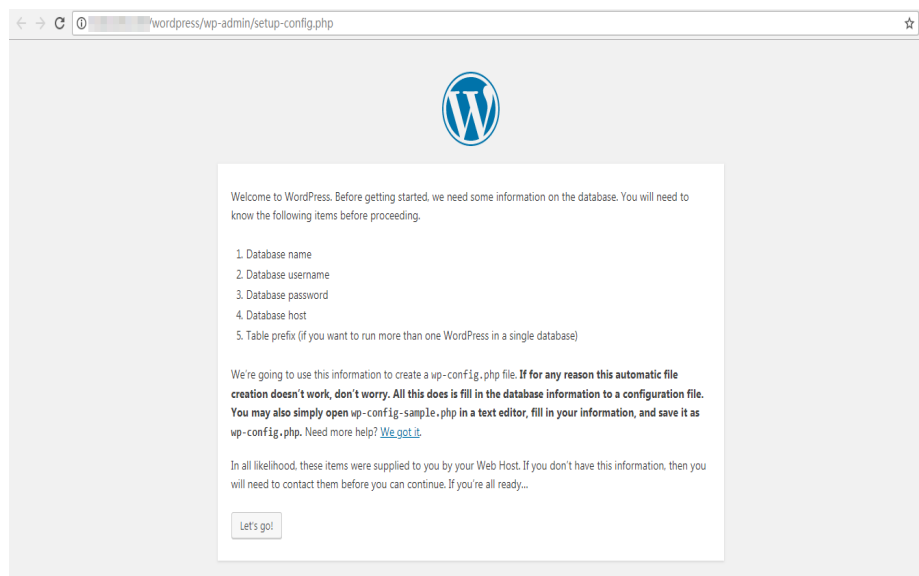 /wordpress/wp-admin/setup-config.php
Welcome to WordPress. Before getting started, we need some information on the database. You will need to
know the following items before proceeding.
1. Database name
2. Database username
3. Database password
4. Database host
5. Table prefix (if you want to run more than one WordPress in a single database)
We're going to use this information to create a wp-config.php file. If for any reason this automatic file
creation doesn't work, don't worry. All this does is fill in the database information to a configuration file.
You may also simply open wp-config-sample.php in a text editor, fill in your information, and save it as
wp-config.php. Need more help? We got it.
In all likelihood, these items were supplied to you by your Web Host. If you don't have this information, then you
will need to contact them before you can continue. If you're all ready...
Let's go!